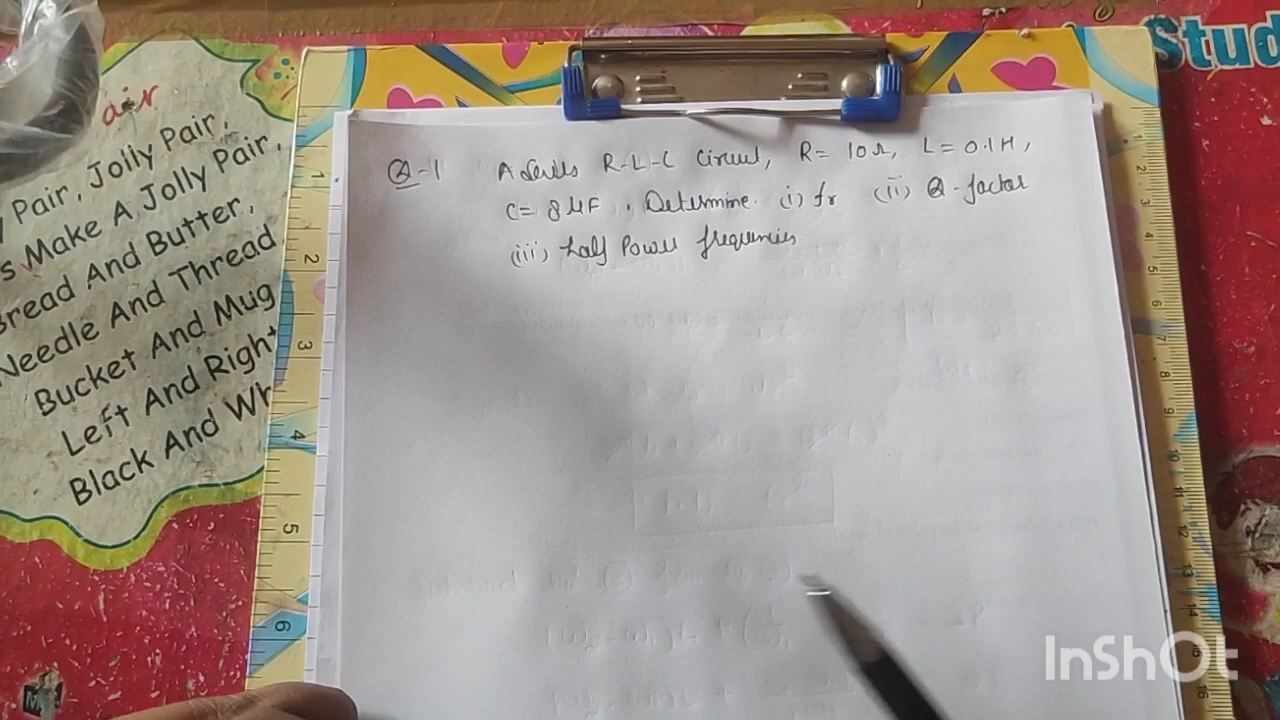 air
Pair, Jolly Pair,
s Make A Jolly Pair,
Bread And Butter,
Needle And Thread
Bucket And Mug
Left And Right
Black And Wh
Stud
Q-1 A Series R-L-C Circuit, R= 10Ω, L= 0.1H,
C= 8 μF . Determine. (i) fr (ii) Q-factor
(iii) half Power frequencies.
InShOt